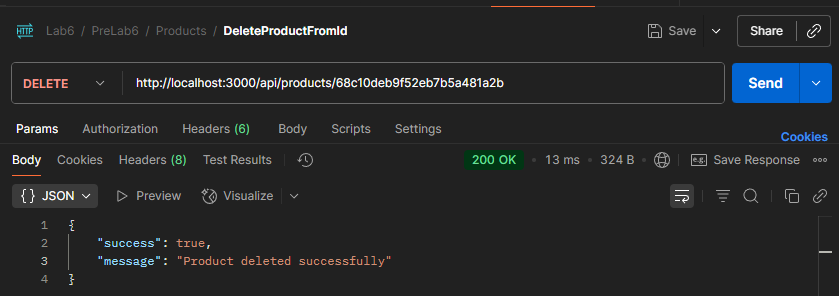 HTTP Lab6 / PreLab6 / Products / DeleteProductFromId Save Share
DELETE http://localhost:3000/api/products/68c10deb9f52eb7b5a481a2b Send
Params Authorization Headers (6) Body Scripts Settings Cookies
Body Cookies Headers (8) Test Results 200 OK • 13 ms • 324 B • e.g. Save Response
{} JSON Preview Visualize
1 {
2 "success": true,
3 "message": "Product deleted successfully"
4 }